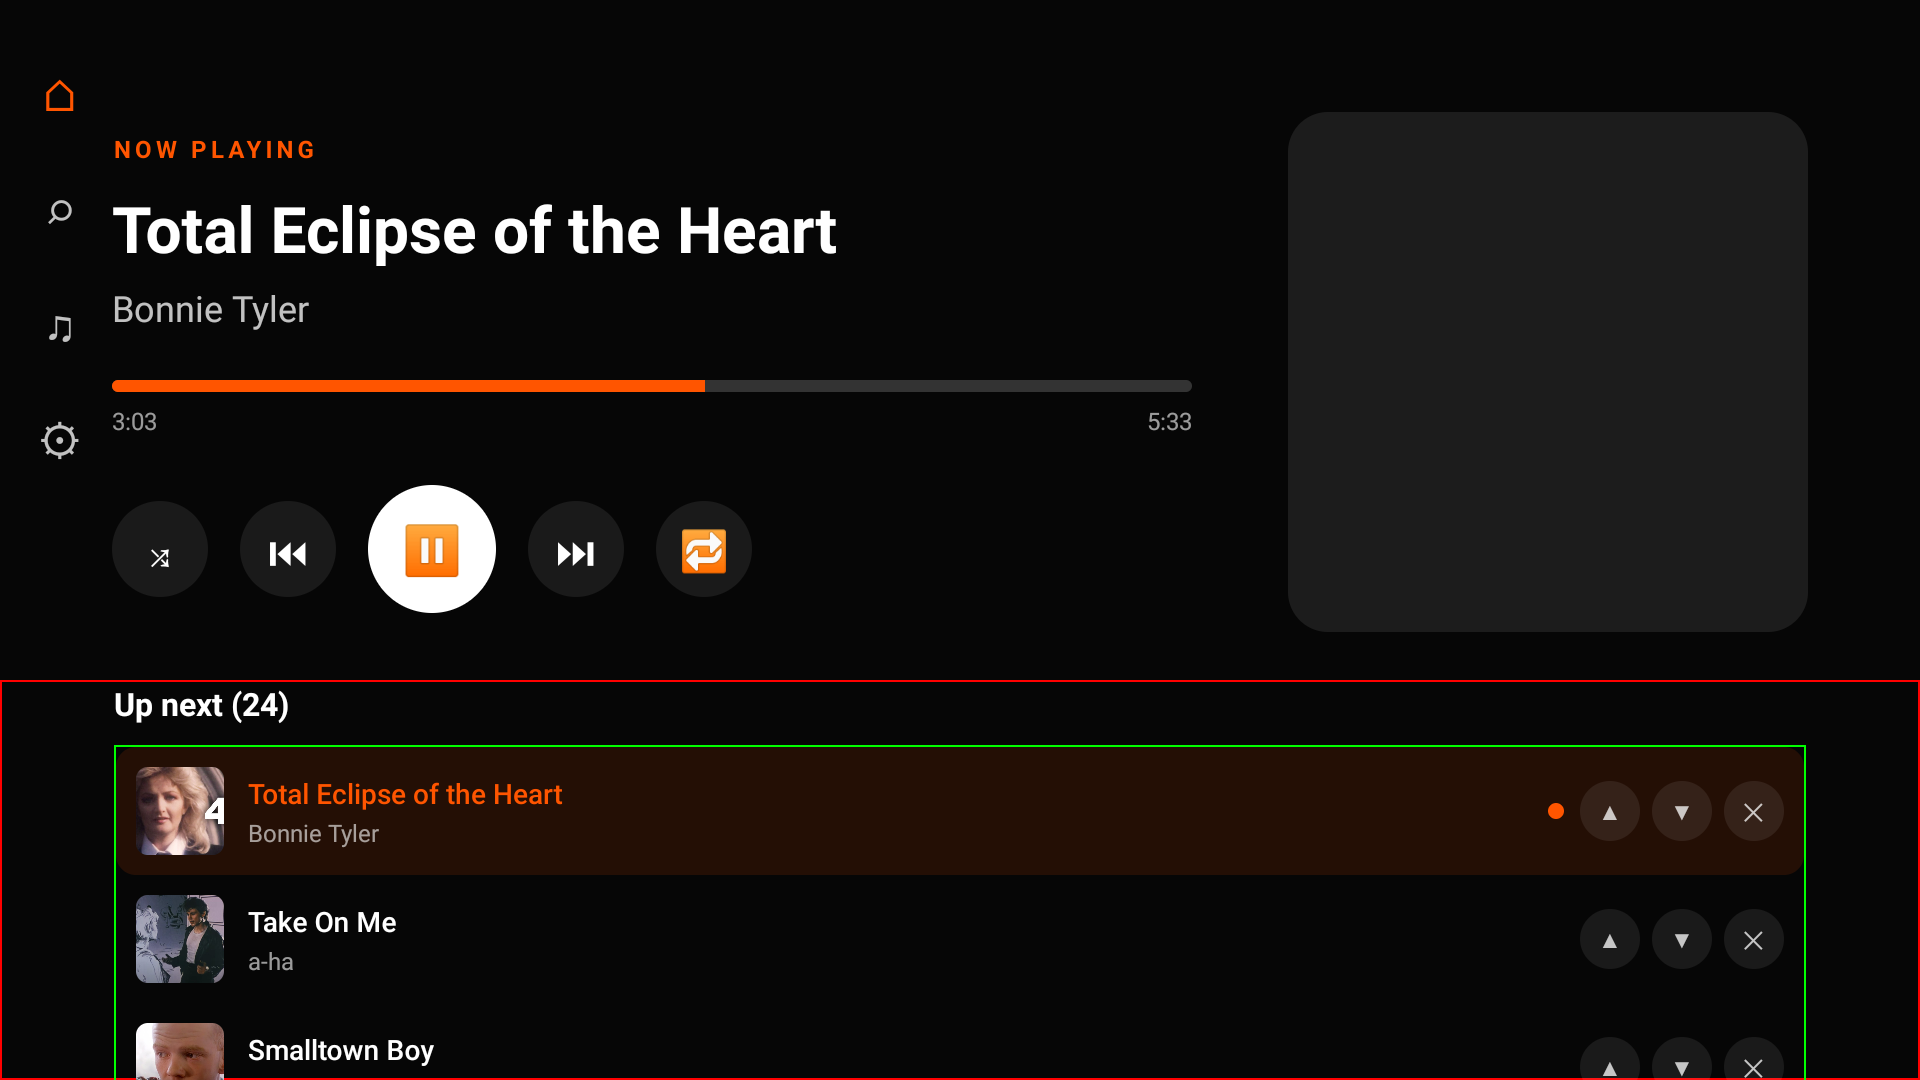 NOW PLAYING
Total Eclipse of the Heart
Bonnie Tyler
3:03 5:33
Up next (24)
Total Eclipse of the Heart
Bonnie Tyler
4
Take On Me
a-ha
Smalltown Boy